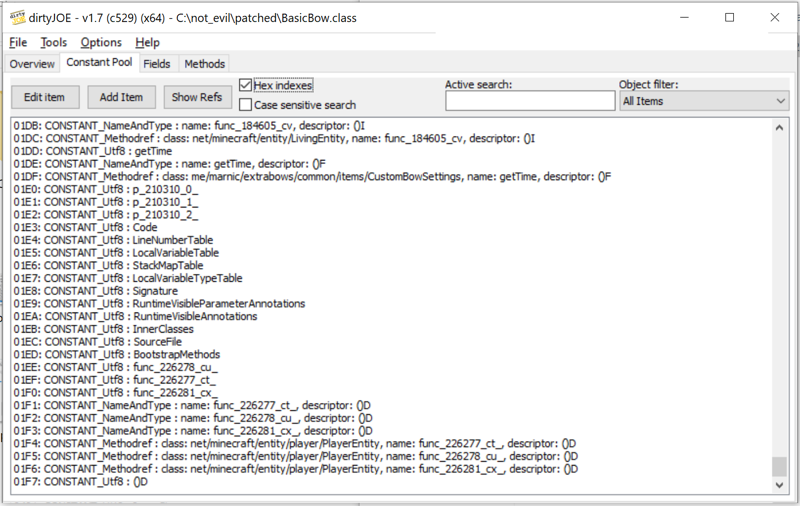 dirtyJOE - v1.7 (c529) (x64) - C:\not_evil\patched\BasicBow.class
File Tools Options Help
Overview Constant Pool Fields Methods
Edit item Add Item Show Refs Hex indexes Case sensitive search Active search: Object filter: All Items
01DB: CONSTANT_NameAndType : name: func_184605_cv, descriptor: ()I
01DC: CONSTANT_Methodref : class: net/minecraft/entity/LivingEntity, name: func_184605_cv, descriptor: ()I
01DD: CONSTANT_Utf8 : getTime
01DE: CONSTANT_NameAndType : name: getTime, descriptor: ()F
01DF: CONSTANT_Methodref : class: me/marnic/extrabows/common/items/CustomBowSettings, name: getTime, descriptor: ()F
01E0: CONSTANT_Utf8 : p_210310_0_
01E1: CONSTANT_Utf8 : p_210310_1_
01E2: CONSTANT_Utf8 : p_210310_2_
01E3: CONSTANT_Utf8 : Code
01E4: CONSTANT_Utf8 : LineNumberTable
01E5: CONSTANT_Utf8 : LocalVariableTable
01E6: CONSTANT_Utf8 : StackMapTable
01E7: CONSTANT_Utf8 : LocalVariableTypeTable
01E8: CONSTANT_Utf8 : Signature
01E9: CONSTANT_Utf8 : RuntimeVisibleParameterAnnotations
01EA: CONSTANT_Utf8 : RuntimeVisibleAnnotations
01EB: CONSTANT_Utf8 : InnerClasses
01EC: CONSTANT_Utf8 : SourceFile
01ED: CONSTANT_Utf8 : BootstrapMethods
01EE: CONSTANT_Utf8 : func_226278_cu_
01EF: CONSTANT_Utf8 : func_226277_ct_
01F0: CONSTANT_Utf8 : func_226281_cx_
01F1: CONSTANT_NameAndType : name: func_226277_ct_, descriptor: ()D
01F2: CONSTANT_NameAndType : name: func_226278_cu_, descriptor: ()D
01F3: CONSTANT_NameAndType : name: func_226281_cx_, descriptor: ()D
01F4: CONSTANT_Methodref : class: net/minecraft/entity/player/PlayerEntity, name: func_226277_ct_, descriptor: ()D
01F5: CONSTANT_Methodref : class: net/minecraft/entity/player/PlayerEntity, name: func_226278_cu_, descriptor: ()D
01F6: CONSTANT_Methodref : class: net/minecraft/entity/player/PlayerEntity, name: func_226281_cx_, descriptor: ()D
01F7: CONSTANT_Utf8 : ()D